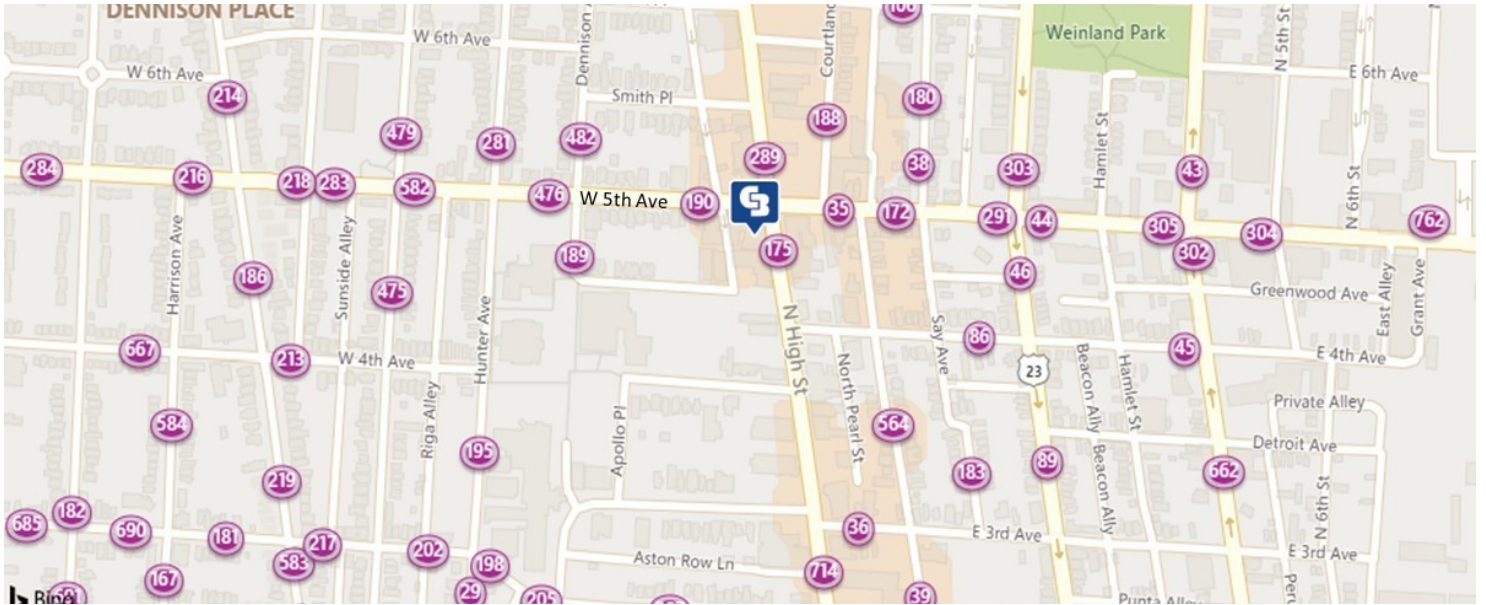 DENNISON PLACE
106
Weinland Park
N 5th St
W 6th Ave
Dennison
Courtland
W 6th Ave
E 6th Ave
214
Smith Pl
180
188
479
281
482
Hamlet St
289
38
303
43
284
216
218
283
582
476
W 5th Ave
190
35
172
291
44
305
304
N 6th St
762
302
175
189
46
186
475
Harrison Ave
Sunside Alley
Greenwood Ave
East Alley
Grant Ave
Hunter Ave
N High St
Say Ave
86
45
667
213
W 4th Ave
E 4th Ave
23
Beacon Ally
Hamlet St
North Pearl St
Private Alley
584
564
Riga Alley
Apollo Pl
Detroit Ave
195
89
183
662
219
Beacon Ally
N 6th St
182
685
690
181
217
36
E 3rd Ave
E 3rd Ave
202
583
198
Aston Row Ln
714
167
29
205
39
Punta Alley
Bing